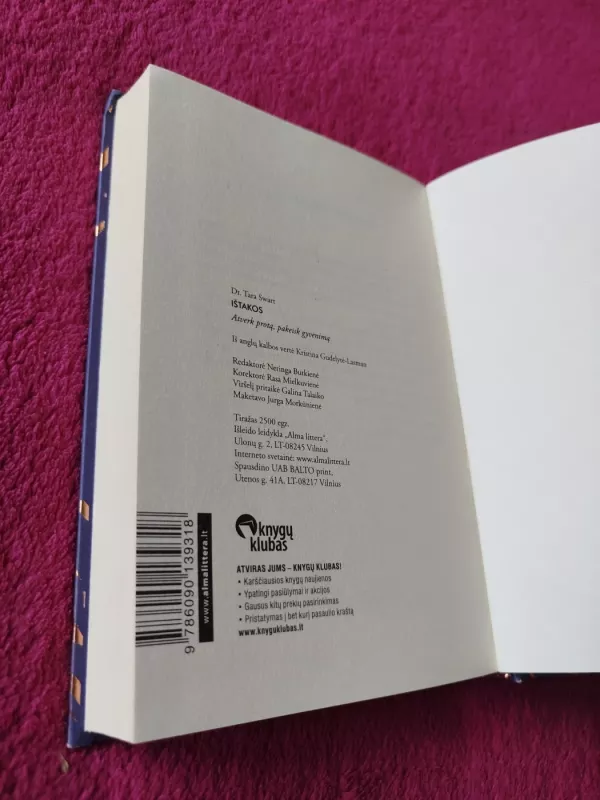 Dr. Tara Swart
IŠTAKOS
Atverk protą, pakeisk gyvenimą
Iš anglų kalbos vertė Kristina Gudelytė-Lasman
Redaktorė Neringa Butkienė
Korektorė Rasa Mielkuvienė
Viršelį pritaikė Galina Talaiko
Maketavo Jurga Morkūnienė
Tiražas 2500 egz.
Išleido leidykla „Alma littera“,
Ulonų g. 2, LT-08245 Vilnius
Interneto svetainė: www.almalittera.lt
Spausdino UAB BALTO print,
Utenos g. 41A, LT-08217 Vilnius
knygų
klubas
ATVIRAS JUMS – KNYGŲ KLUBAS!
• Karščiausios knygų naujienos
• Ypatingi pasiūlymai ir akcijos
• Gausus kitų prekių pasirinkimas
• Pristatymas į bet kurį pasaulio kraštą
www.knyguklubas.lt
www.almalittera.lt
9 786090 139318